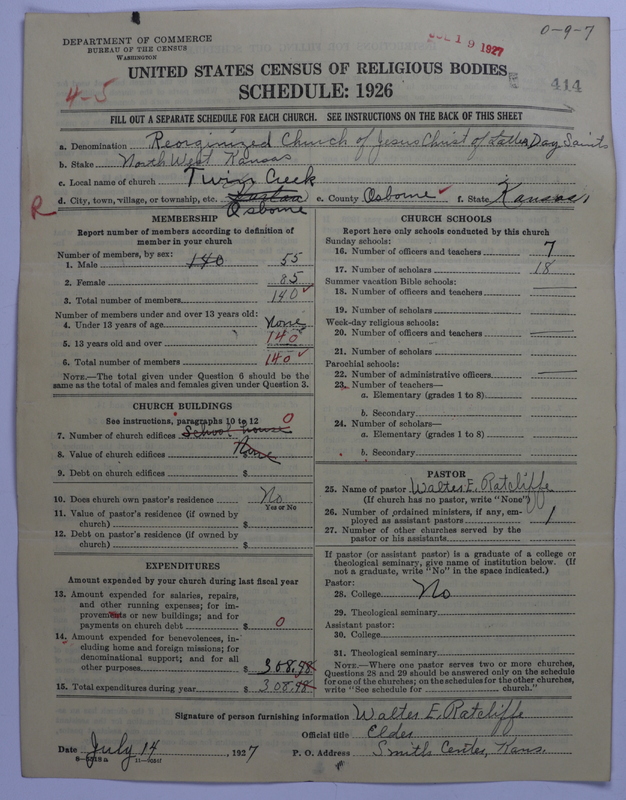 0-9-7
DEPARTMENT OF COMMERCE
BUREAU OF THE CENSUS
WASHINGTON
JUL 19 1927
UNITED STATES CENSUS OF RELIGIOUS BODIES
4-5
SCHEDULE: 1926
414
FILL OUT A SEPARATE SCHEDULE FOR EACH CHURCH. SEE INSTRUCTIONS ON THE BACK OF THIS SHEET
a. Denomination Reorginized Church of Jesus Christ of Latter Day Saints
b. Stake North West Kansas
c. Local name of church Twin Creek
R d. City, town, village, or township, etc. Osborne e. County Osborne ✓ f. State Kansas
MEMBERSHIP
Report number of members according to definition of
member in your church
Number of members, by sex:
1. Male 140 55
2. Female 85
3. Total number of members 140 ✓
Number of members under and over 13 years old:
4. Under 13 years of age None
5. 13 years old and over 140
6. Total number of members 140 ✓
NOTE.—The total given under Question 6 should be
same as the total of males and females given under Question 3.
CHURCH BUILDINGS
See instructions, paragraphs 10 to 12
7. Number of church edifices School house 0
8. Value of church edifices $ None
9. Debt on church edifices $
10. Does church own pastor's residence No
Yes or No
11. Value of pastor's residence (if owned by
church) $
12. Debt on pastor's residence (if owned by
church) $
EXPENDITURES
Amount expended by your church during last fiscal year
13. Amount expended for salaries, repairs,
and other running expenses; for im-
provements or new buildings; and for
payments on church debt $ 0
14. Amount expended for benevolences, in-
cluding home and foreign missions; for
denominational support; and for all
other purposes $ 308.98
15. Total expenditures during year $ 308.98
CHURCH SCHOOLS
Report here only schools conducted by this church
Sunday schools:
16. Number of officers and teachers 7
17. Number of scholars 18
Summer vacation Bible schools:
18. Number of officers and teachers
19. Number of scholars
Week-day religious schools:
20. Number of officers and teachers
21. Number of scholars
Parochial schools:
22. Number of administrative officers
23. Number of teachers—
a. Elementary (grades 1 to 8)
b. Secondary
24. Number of scholars—
a. Elementary (grades 1 to 8)
b. Secondary
PASTOR
25. Name of pastor Walter E. Ratcliffe
(If church has no pastor, write "None")
26. Number of ordained ministers, if any, em-
ployed as assistant pastors 1
27. Number of other churches served by the
pastor or his assistants
If pastor (or assistant pastor) is a graduate of a college or
theological seminary, give name of institution below. (If
not a graduate, write "No" in the space indicated.)
Pastor:
28. College No
29. Theological seminary
Assistant pastor:
30. College
31. Theological seminary
NOTE.—Where one pastor serves two or more churches,
Questions 28 and 29 should be answered only on the schedule
for one of the churches; on the schedules for the other churches,
write "See schedule for church."
Signature of person furnishing information Walter E. Ratcliffe
Official title Elder
Date July 14, 1927 P. O. Address Smith Center, Kans.